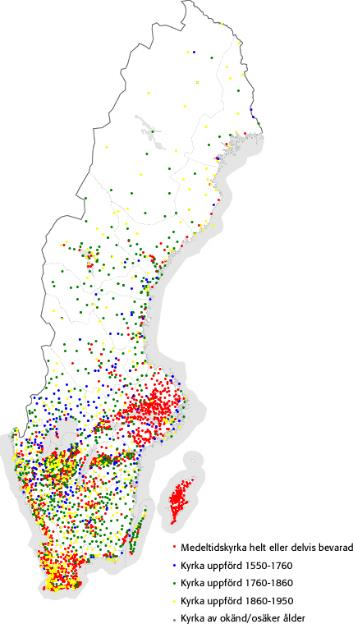 Medeltidskyrka helt eller delvis bevarad
Kyrka uppförd 1550-1760
Kyrka uppförd 1760-1860
Kyrka uppförd 1860-1950
Kyrka av okänd/osäker ålder